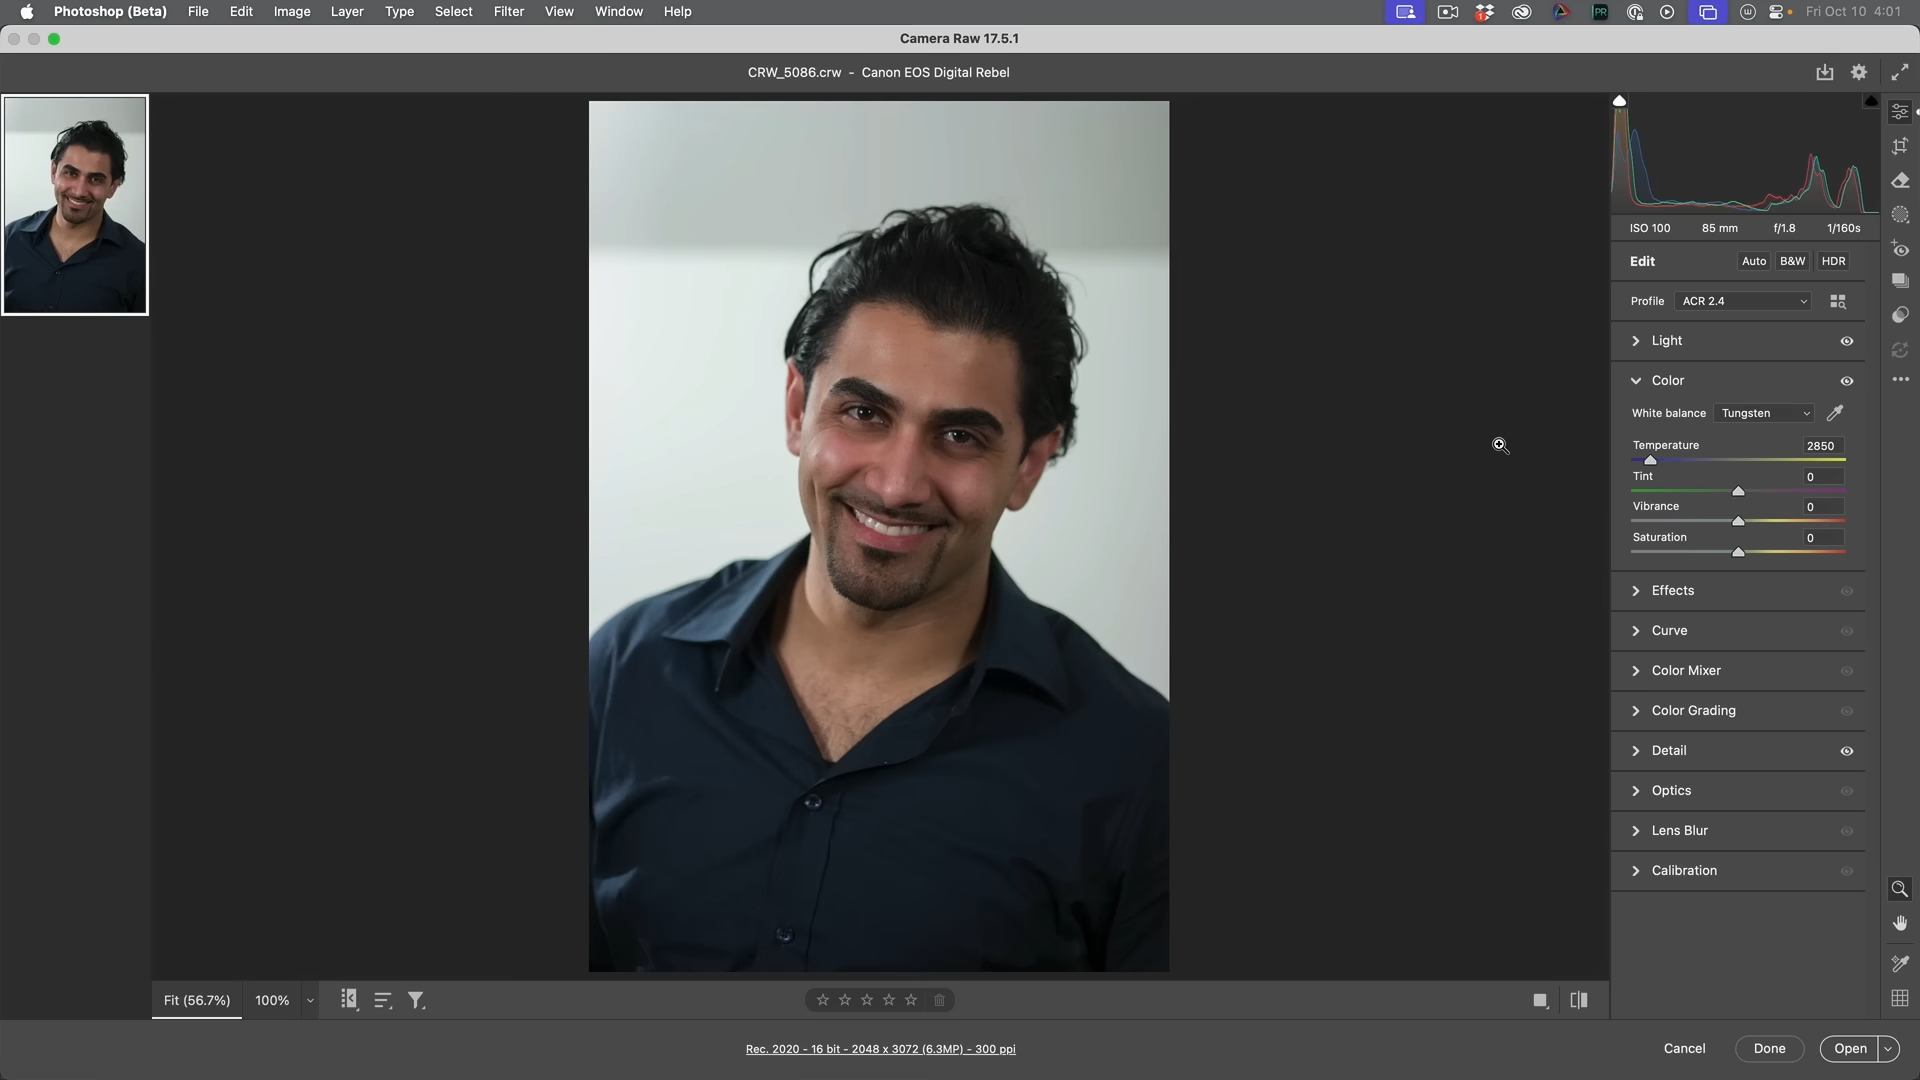 Photoshop (Beta) File Edit Image Layer Type Select Filter View Window Help Fri Oct 10 4:01
Camera Raw 17.5.1
CRW_5086.crw - Canon EOS Digital Rebel
ISO 100 85 mm f/1.8 1/160s
Edit Auto B&W HDR
Profile ACR 2.4
Light
Color
White balance Tungsten
Temperature 2850
Tint 0
Vibrance 0
Saturation 0
Effects
Curve
Color Mixer
Color Grading
Detail
Optics
Lens Blur
Calibration
Fit (56.7%) 100%
Rec. 2020 - 16 bit - 2048 x 3072 (6.3MP) - 300 ppi
Cancel Done Open